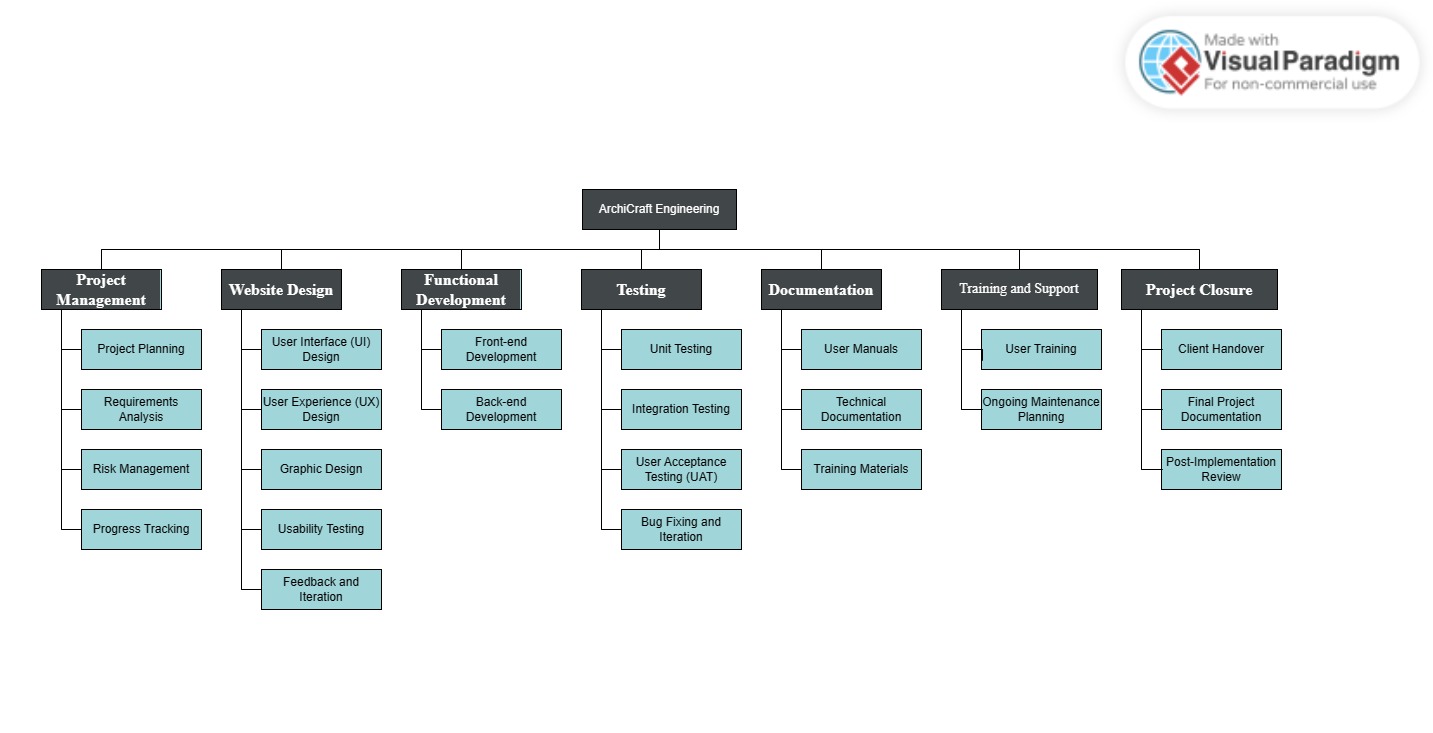 Made with
Visual Paradigm
For non-commercial use
ArchiCraft Engineering
Project
Management
Website Design
Functional
Development
Testing
Documentation
Training and Support
Project Closure
Project Planning
Requirements
Analysis
Risk Management
Progress Tracking
User Interface (UI)
Design
User Experience (UX)
Design
Graphic Design
Usability Testing
Feedback and
Iteration
Front-end
Development
Back-end
Development
Unit Testing
Integration Testing
User Acceptance
Testing (UAT)
Bug Fixing and
Iteration
User Manuals
Technical
Documentation
Training Materials
User Training
Ongoing Maintenance
Planning
Client Handover
Final Project
Documentation
Post-Implementation
Review